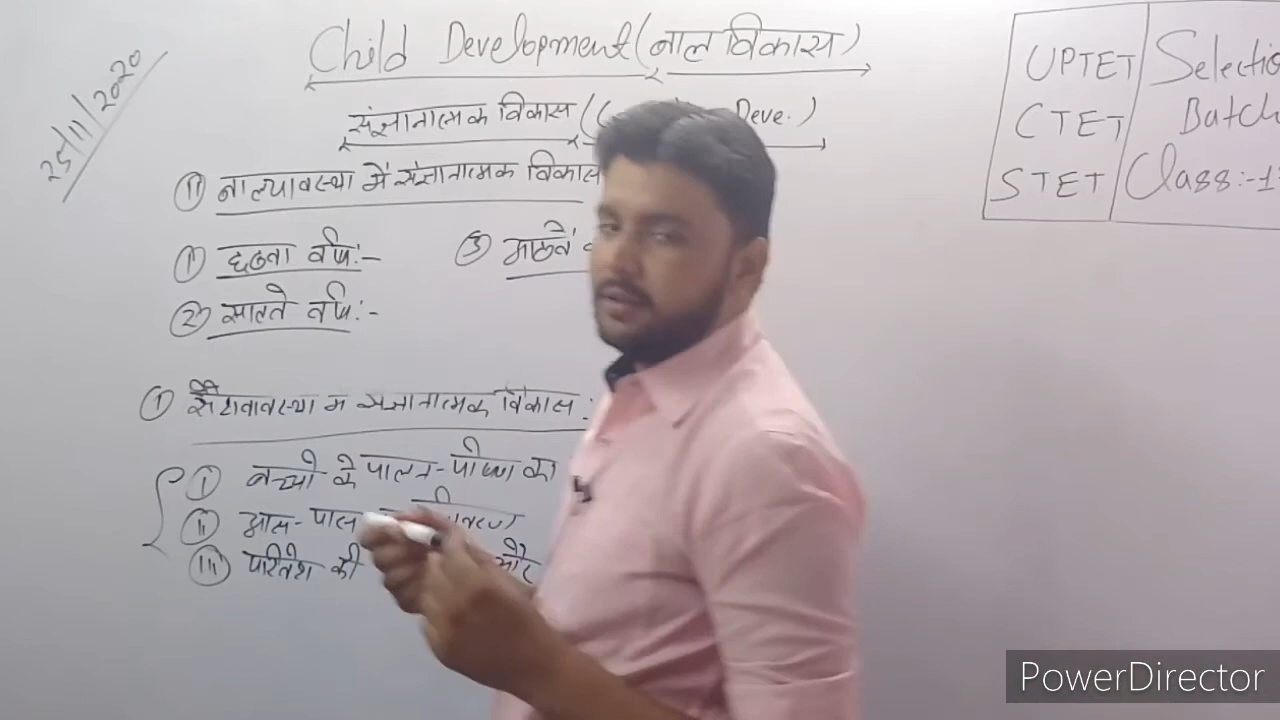 25/11/2020
Child Development (बाल विकास)
संज्ञानात्मक विकास ( Deve.)
UPTET
CTET
STET
Selectio
Batch
Class:-1
बाल्यावस्था में संज्ञानात्मक विकास
① छठवा वर्ष:-
③ आठवें
② सातवें वर्ष:-
① शैशवावस्था में संज्ञानात्मक विकास:
ⅰ बच्चों के पालन-पोषण का
ⅱ आस-पास
ⅲ परिवेश की और
PowerDirector